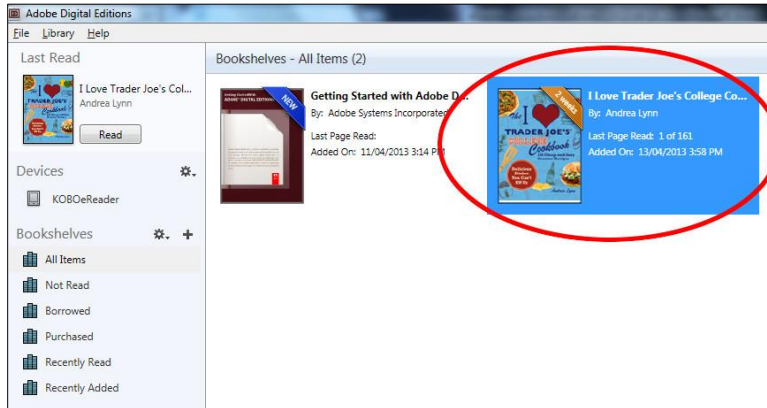 Adobe Digital Editions
File Library Help
Last Read
I Love Trader Joe's Col...
Andrea Lynn
Read
Devices
KOBOeReader
Bookshelves
All Items
Not Read
Borrowed
Purchased
Recently Read
Recently Added
Bookshelves - All Items (2)
NEW
Getting Started with Adobe D...
By: Adobe Systems Incorporated
Last Page Read:
Added On: 11/04/2013 3:14 PM
2 weeks
The I
TRADER JOE'S
COLLEGE
Cookbook
Andrea Lynn
I Love Trader Joe's College Co...
By: Andrea Lynn
Last Page Read: 1 of 161
Added On: 13/04/2013 3:58 PM